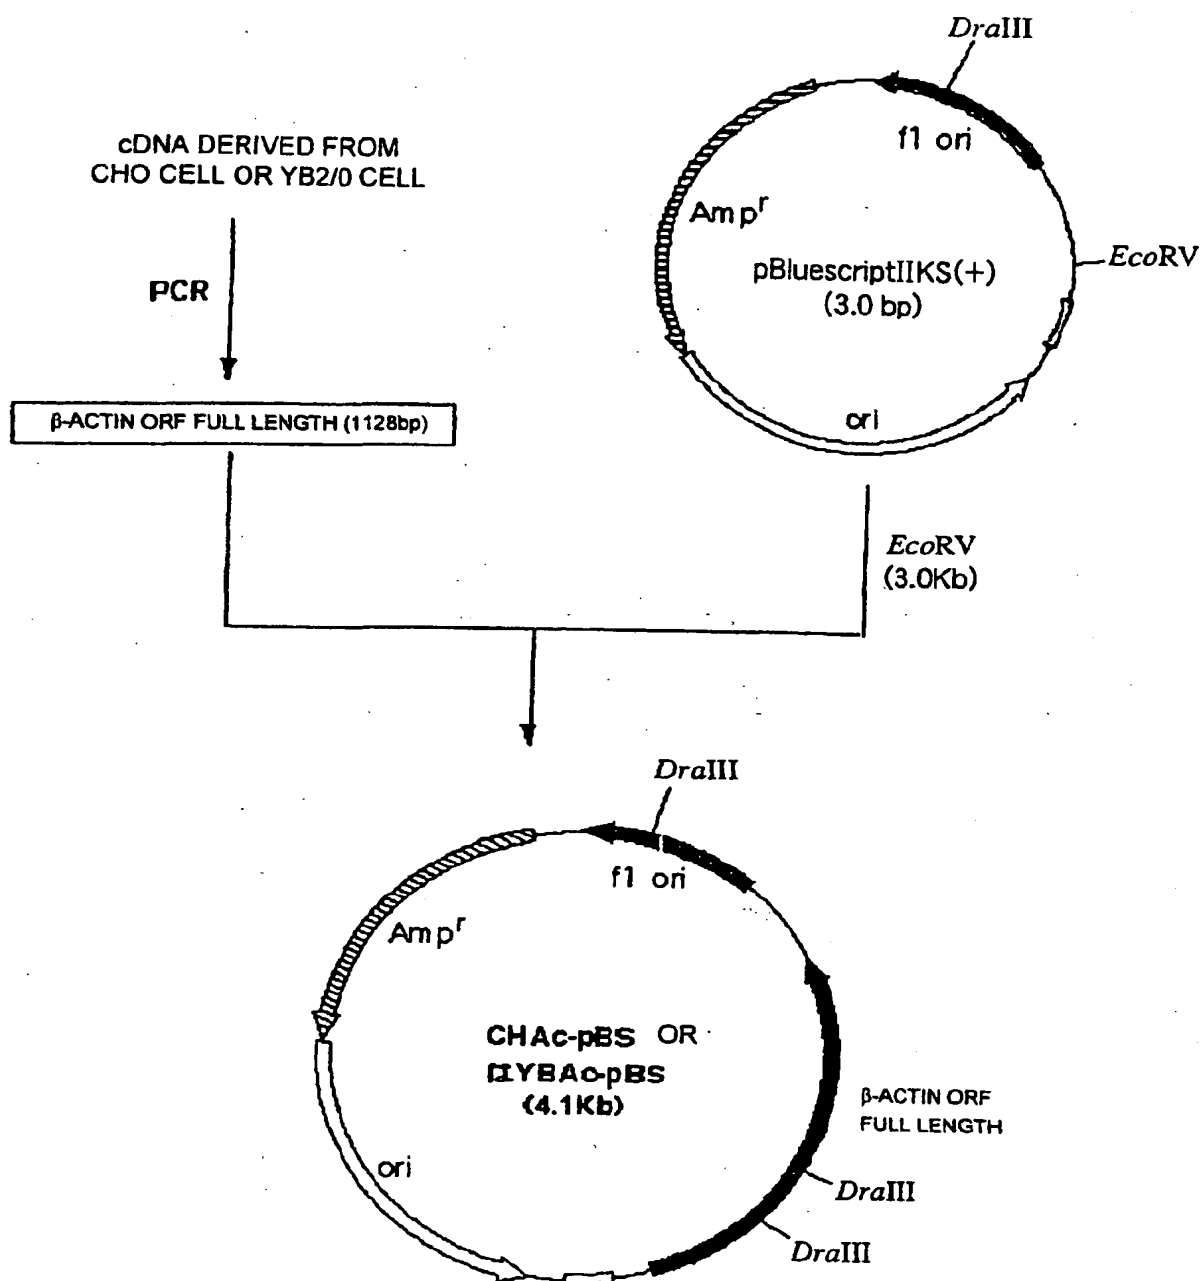 DraIII
cDNA DERIVED FROM
CHO CELL OR YB2/0 CELL
f1 ori
Amp^r
EcoRV
pBluescriptIIKS(+)
(3.0 bp)
PCR
β-ACTIN ORF FULL LENGTH (1128bp)
ori
EcoRV
(3.0Kb)
DraIII
f1 ori
Amp^r
CHAc-pBS OR
YBAc-pBS
(4.1Kb)
β-ACTIN ORF
FULL LENGTH
ori
DraIII
DraIII